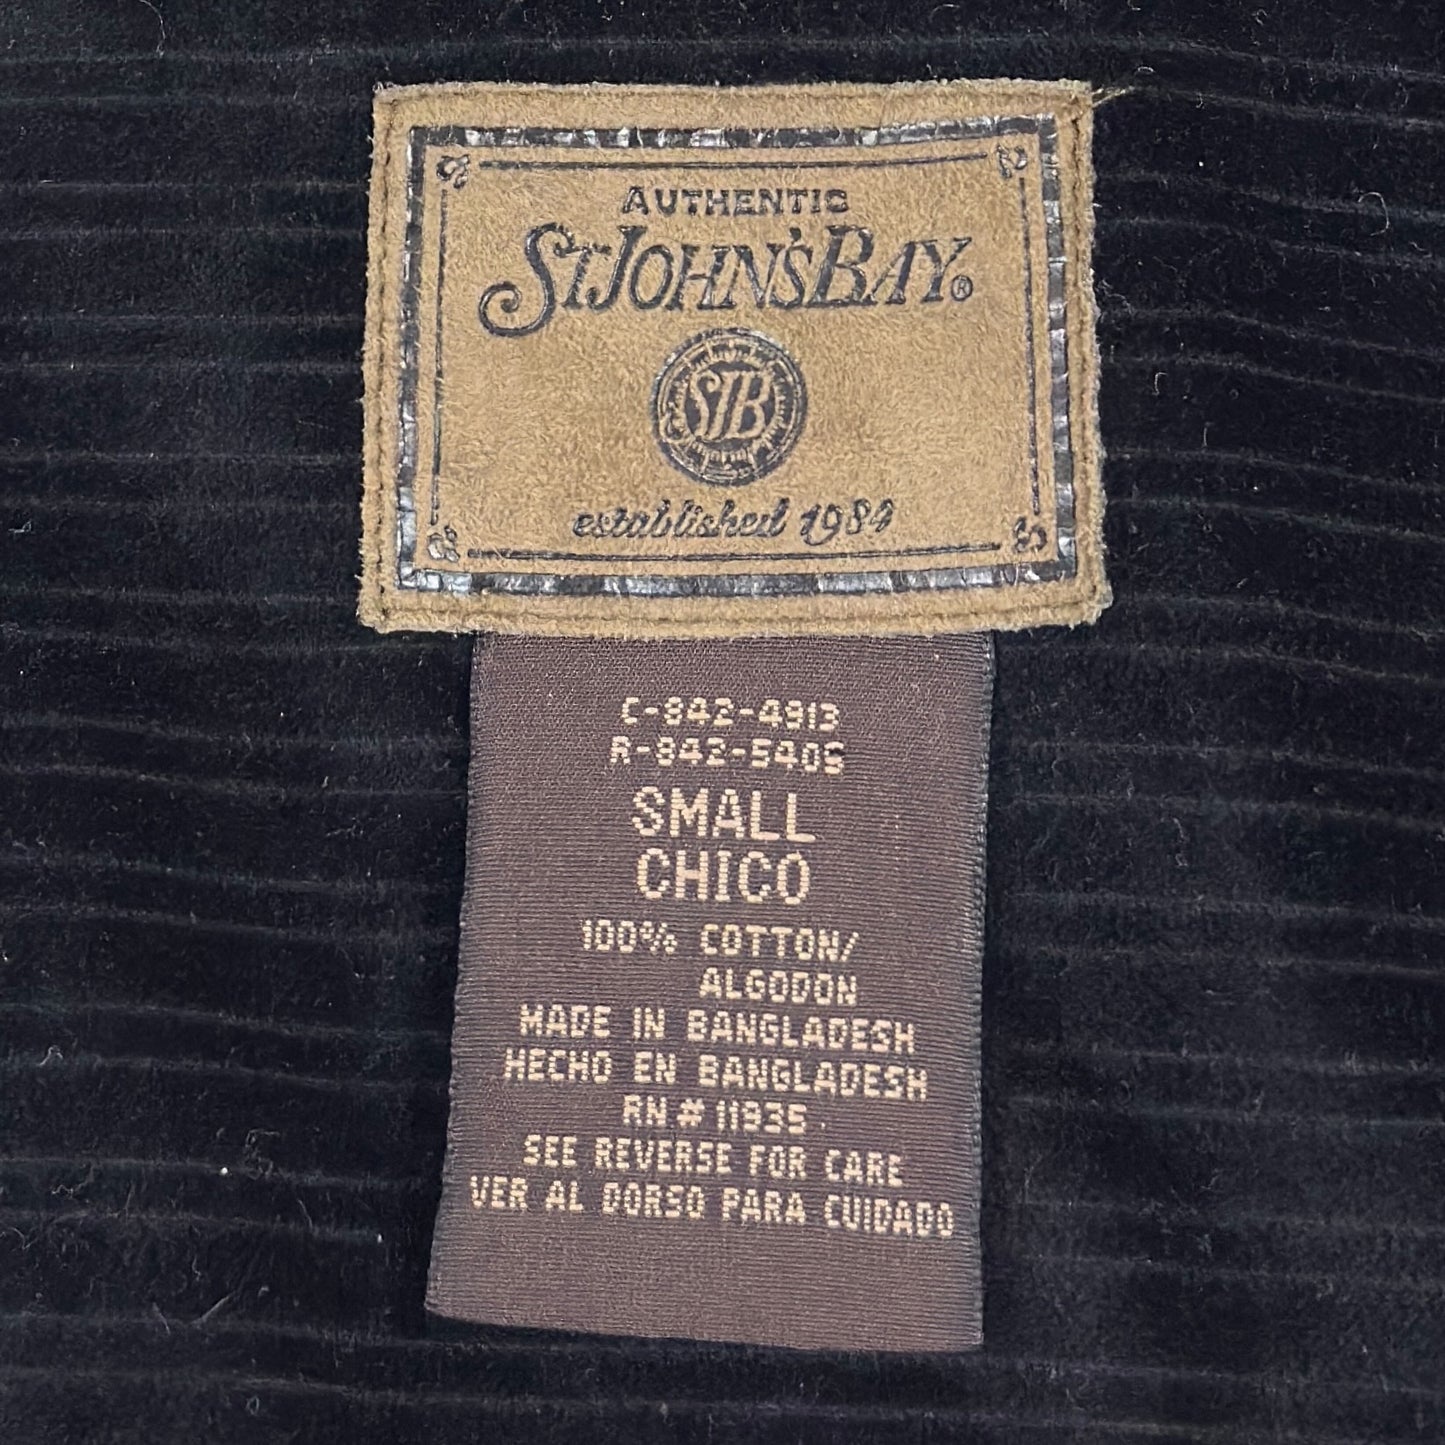 AUTHENTIC
ST. JOHN'S BAY®
SJB
established 1984
C-842-4913
R-842-5405
SMALL
CHICO
100% COTTON/
ALGODON
MADE IN BANGLADESH
HECHO EN BANGLADESH
RN # 11935
SEE REVERSE FOR CARE
VER AL DORSO PARA CUIDADO